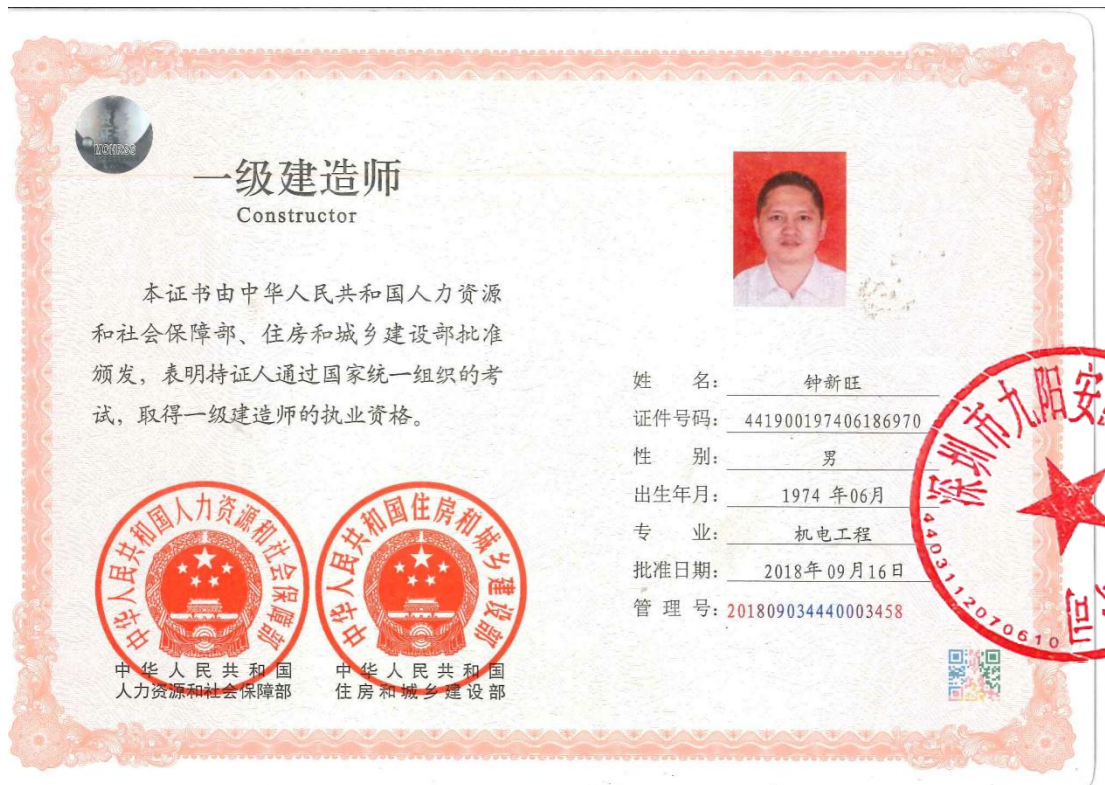 一级建造师
Constructor
本证书由中华人民共和国人力资源
和社会保障部、住房和城乡建设部批准
颁发，表明持证人通过国家统一组织的考
试，取得一级建造师的执业资格。
中华人民共和国人力资源和社会保障部
中华人民共和国
人力资源和社会保障部
中华人民共和国住房和城乡建设部
中华人民共和国
住房和城乡建设部
姓 名： 钟新旺
证件号码： 441900197406186970
性 别： 男
出生年月： 1974 年06月
专 业： 机电工程
批准日期： 2018年09月16日
管 理 号：201809034440003458
深圳市九阳安
司
4403112070610